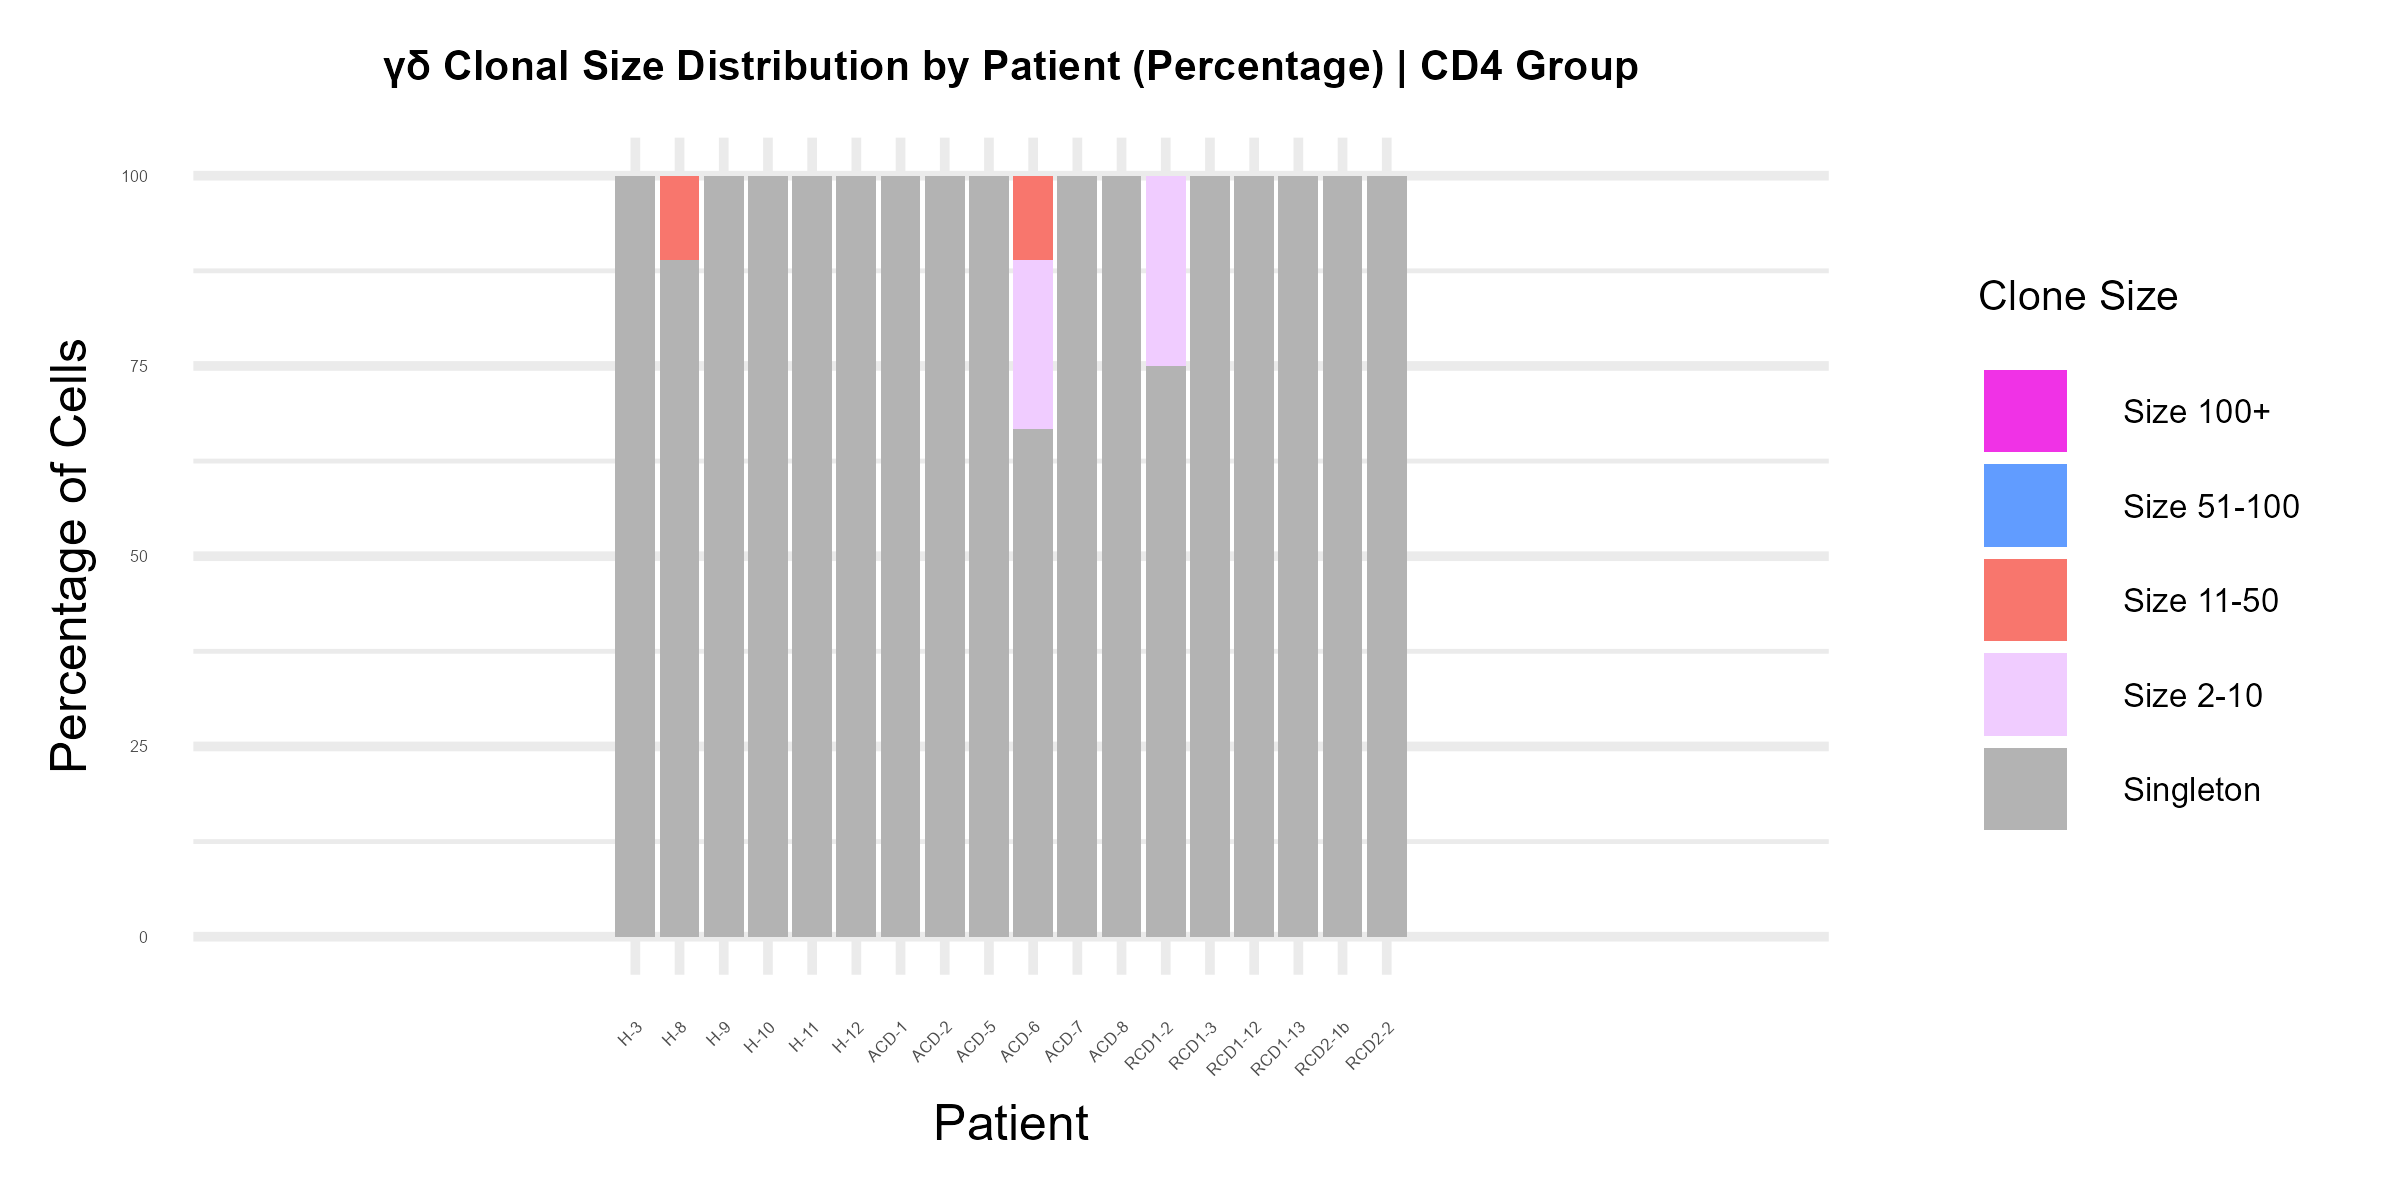 γδ Clonal Size Distribution by Patient (Percentage) | CD4 Group
Percentage of Cells
100
75
50
25
0
H-3
H-8
H-9
H-10
H-11
H-12
ACD-1
ACD-2
ACD-5
ACD-6
ACD-7
ACD-8
RCD1-2
RCD1-3
RCD1-12
RCD1-13
RCD2-1b
RCD2-2
Patient
Clone Size
Size 100+
Size 51-100
Size 11-50
Size 2-10
Singleton